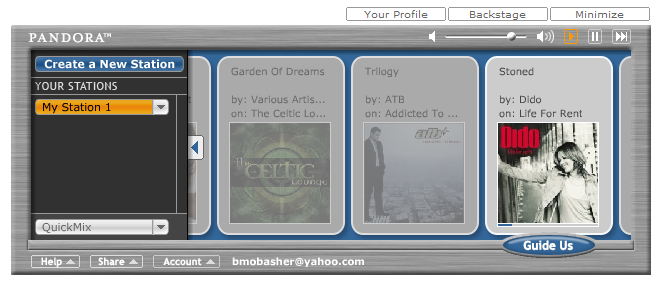 Your Profile
Backstage
Minimize
PANDORA™
Create a New Station
YOUR STATIONS
My Station 1
QuickMix
Garden Of Dreams
by: Various Artis...
on: The Celtic Lo...
CELTIC
Lounge
Trilogy
by: ATB
on: Addicted To ...
Stoned
by: Dido
on: Life For Rent
Dido
Guide Us
Help
Share
Account
bmobasher@yahoo.com